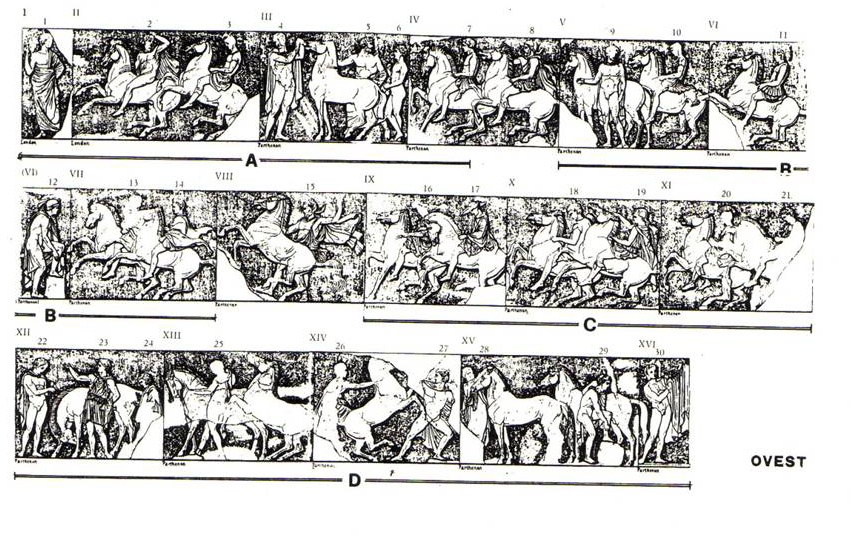 I II III IV V VI
1 2 3 4 5 6 7 8 9 10 11
London London Parthenon Parthenon Parthenon Parthenon
A B
(VI) VII VIII IX X XI
12 13 14 15 16 17 18 19 20 21
Parthenon Parthenon Parthenon Parthenon Parthenon Parthenon
B C
XII XIII XIV XV XVI
22 23 24 25 26 27 28 29 30
Parthenon Parthenon Parthenon Parthenon Parthenon
OVEST
D